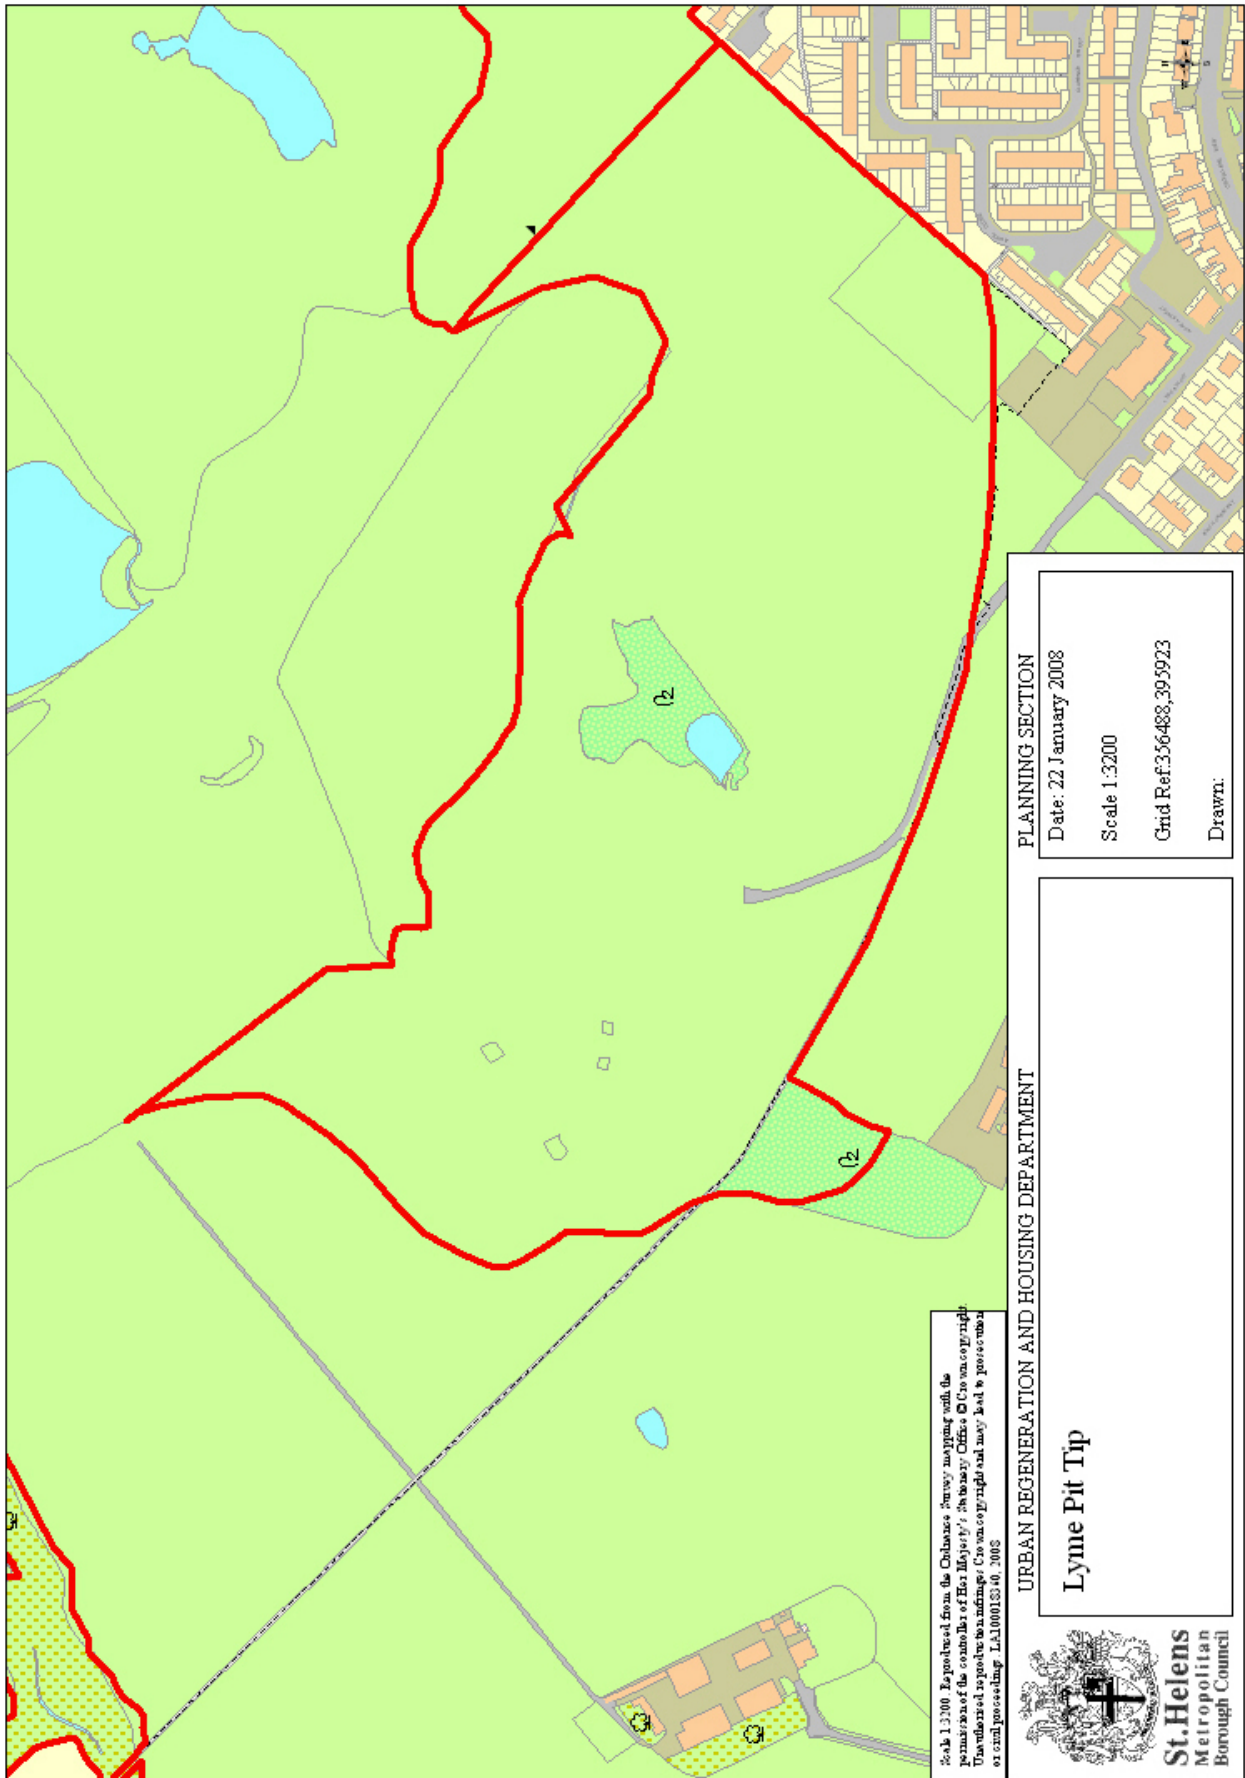 Scale 1:3200. Reproduced from the Ordnance Survey mapping with the
permission of the controller of Her Majesty's Stationery Office © Crown copyright.
Unauthorised reproduction infringes Crown copyright and may lead to prosecution
or civil proceedings. LA100018340, 2008
URBAN REGENERATION AND HOUSING DEPARTMENT
PLANNING SECTION
Lyme Pit Tip
Date: 22 January 2008
Scale 1:3200
Grid Ref:356488,395923
Drawn:
St.Helens
Metropolitan
Borough Council